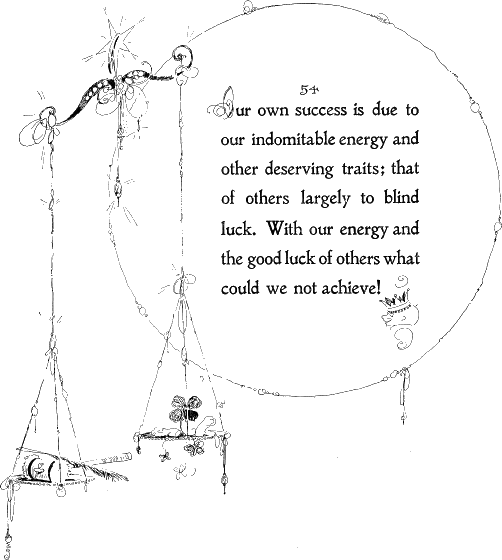 54
Our own success is due to
our indomitable energy and
other deserving traits; that
of others largely to blind
luck. With our energy and
the good luck of others what
could we not achieve!